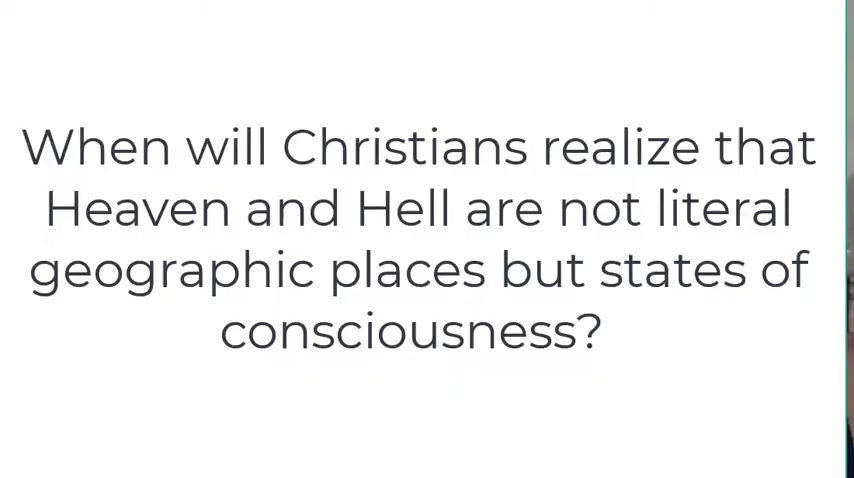 When will Christians realize that
Heaven and Hell are not literal
geographic places but states of
consciousness?